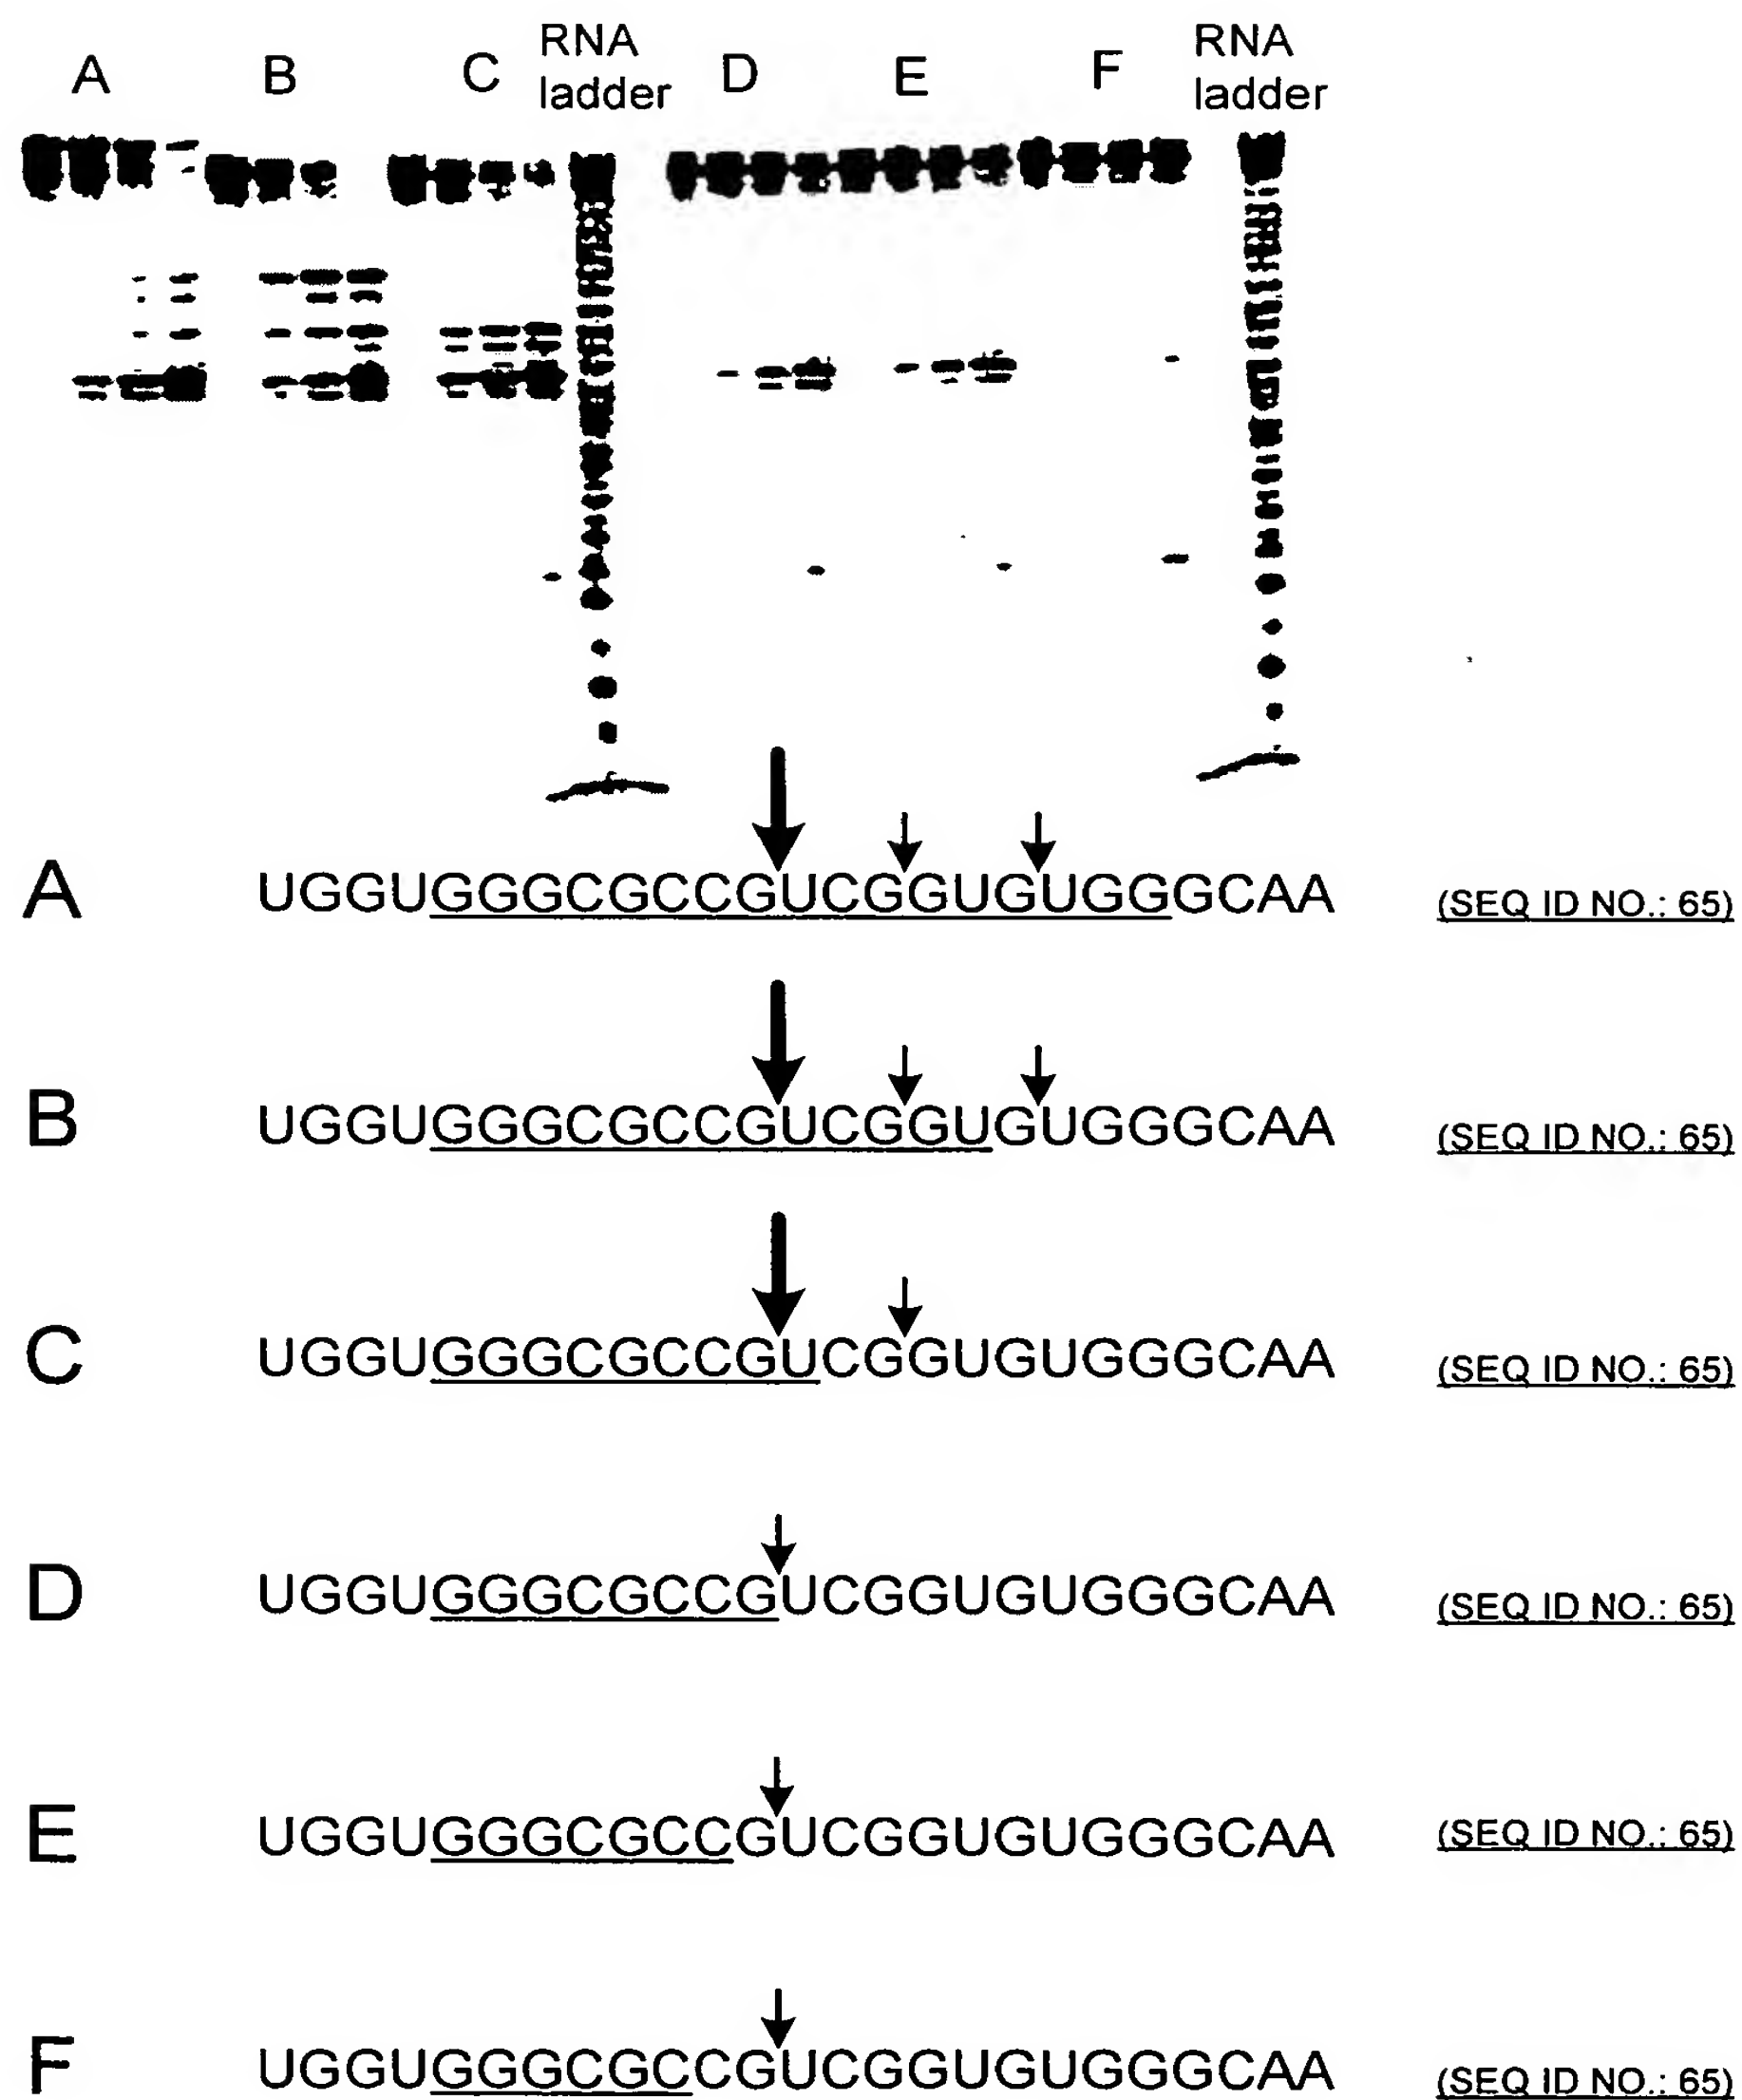 A B C RNA ladder D E F RNA ladder
A UGGUGGGCGCCGUCGGUGUGGGCAA (SEQ ID NO.: 65)
B UGGUGGGCGCCGUCGGUGUGGGCAA (SEQ ID NO.: 65)
C UGGUGGGCGCCGUCGGUGUGGGCAA (SEQ ID NO.: 65)
D UGGUGGGCGCCGUCGGUGUGGGCAA (SEQ ID NO.: 65)
E UGGUGGGCGCCGUCGGUGUGGGCAA (SEQ ID NO.: 65)
F UGGUGGGCGCCGUCGGUGUGGGCAA (SEQ ID NO.: 65)